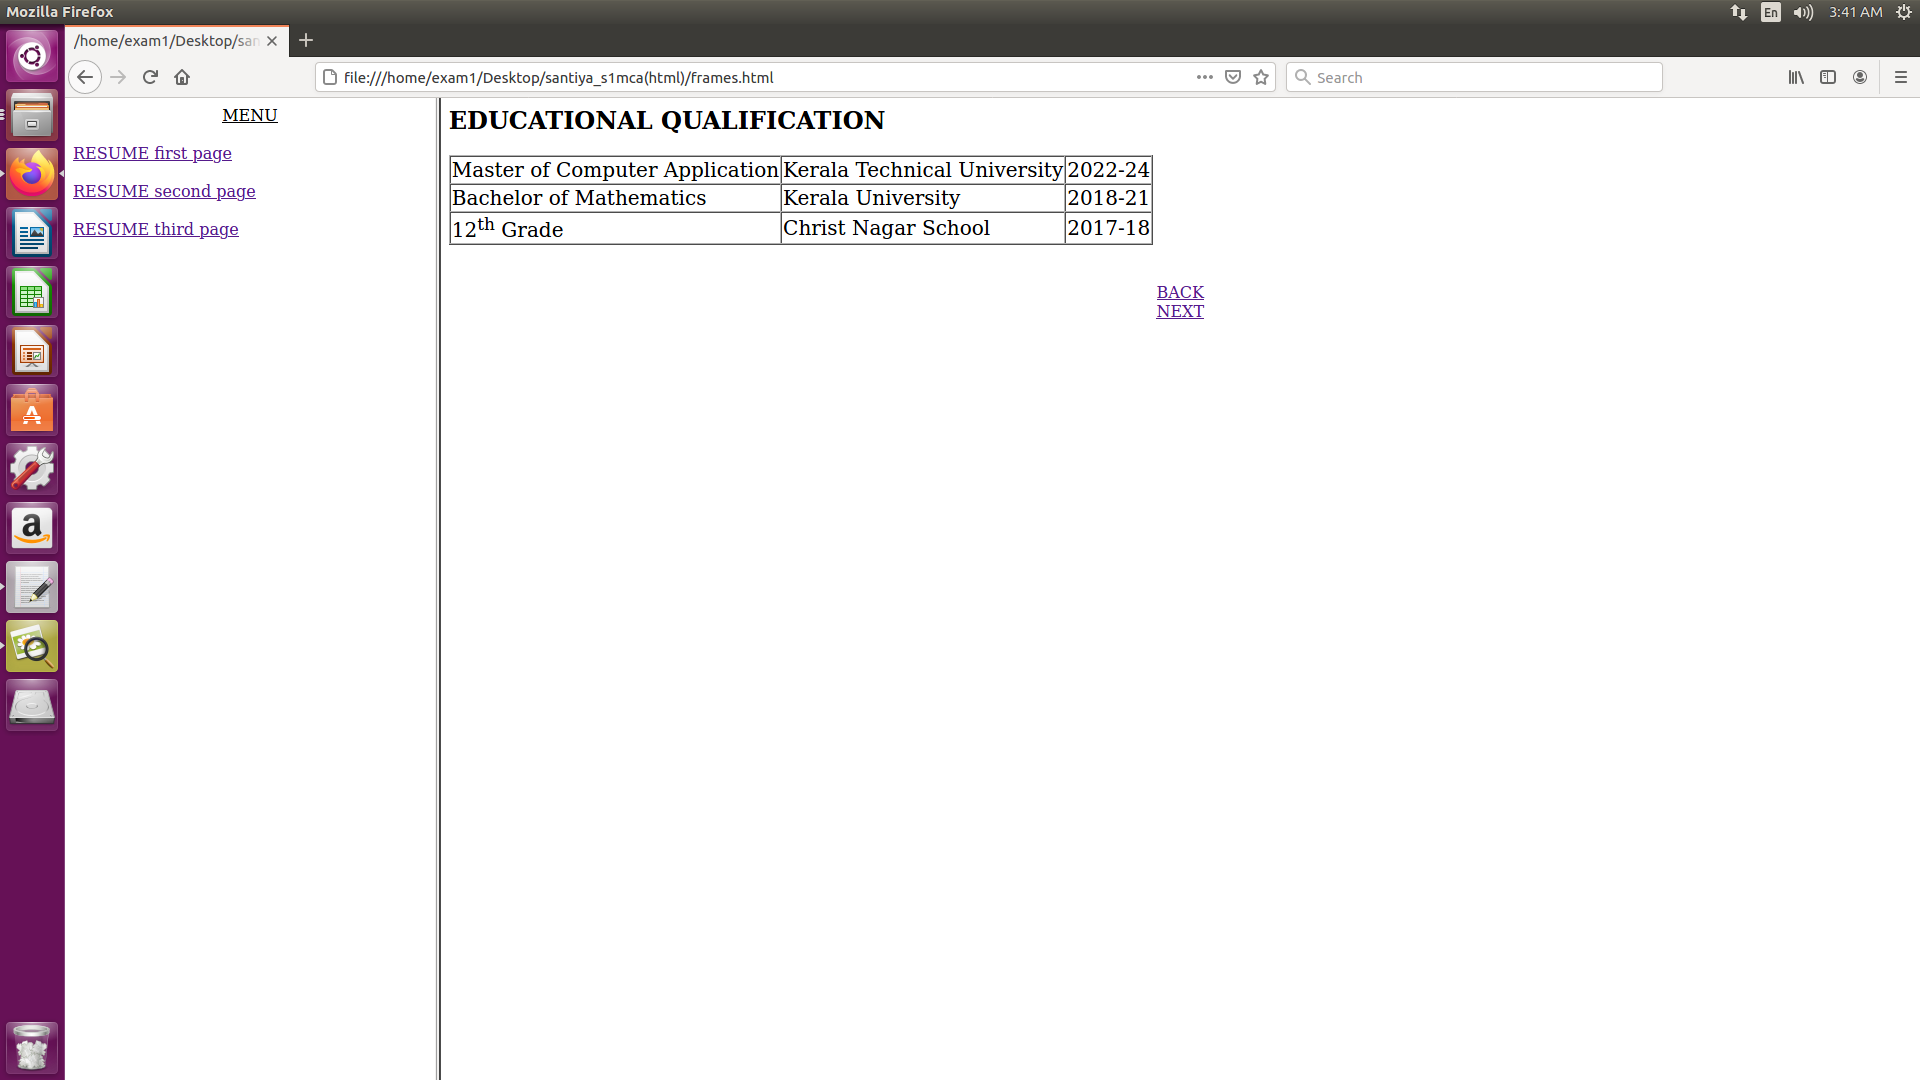 Mozilla Firefox
En
3:41 AM
/home/exam1/Desktop/san
file:///home/exam1/Desktop/santiya_s1mca(html)/frames.html
Search
MENU
RESUME first page
RESUME second page
RESUME third page
EDUCATIONAL QUALIFICATION
Master of Computer Application Kerala Technical University 2022-24
Bachelor of Mathematics Kerala University 2018-21
12th Grade Christ Nagar School 2017-18
BACK
NEXT